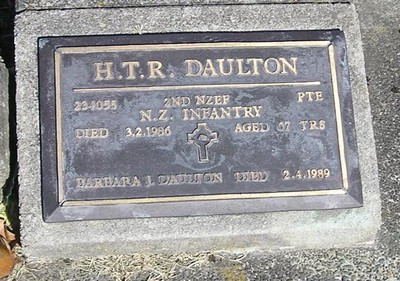 H.T.R. DAULTON
234055 2ND NZEF PTE
N.Z. INFANTRY
DIED 3.2.1986 AGED 67 YRS
BARBARA I. DAULTON DIED 2.4.1989